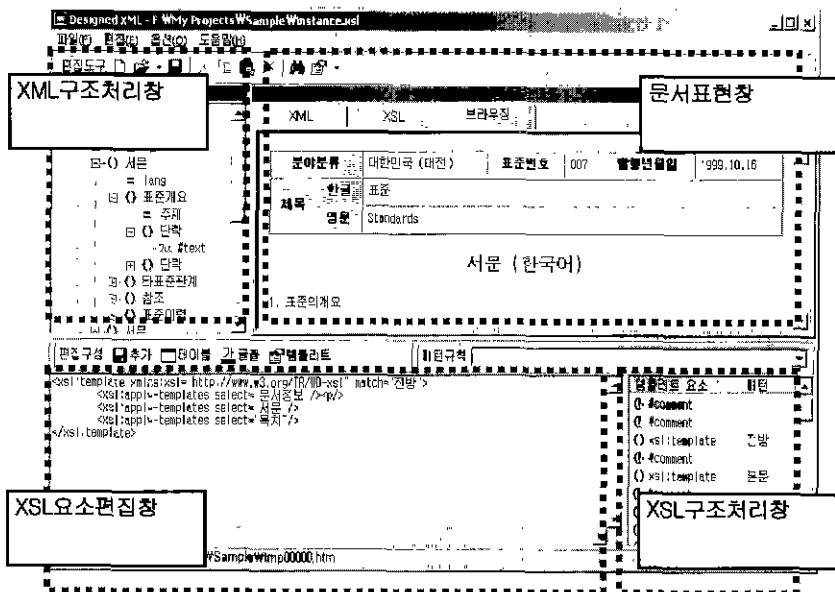 Designed XML - F:₩My Projects₩Sample₩instance.xsl
파일(F) 편집(E) 옵션(O) 도움말(H)
편집도구
XML구조처리창
문서표현창
XML XSL 브라우징
서문
= lang
표준개요
= 주제
단락
#text
단락
타표준관계
참조
표준이력
서문
분야분류 대한민국 (대전) 표준번호 007 발행년월일 1999.10.16
제목 한글 표준
영문 Standards
서문 (한국어)
1. 표준의개요
편집구성 추가 테이블 가 글꼴 템플리트 패턴규칙
<xsl:template xmlns:xsl="http://www.w3.org/TR/WD-xsl" match="전방">
<xsl:apply-templates select="문서정보"/><p/>
<xsl:apply-templates select="서문"/>
<xsl:apply-templates select="목차"/>
</xsl:template>
템플리트 요소 패턴
#comment
#comment
xsl:template 전방
#comment
xsl:template 본문
XSL요소편집창
XSL구조처리창
₩Sample₩tmp00000.htm